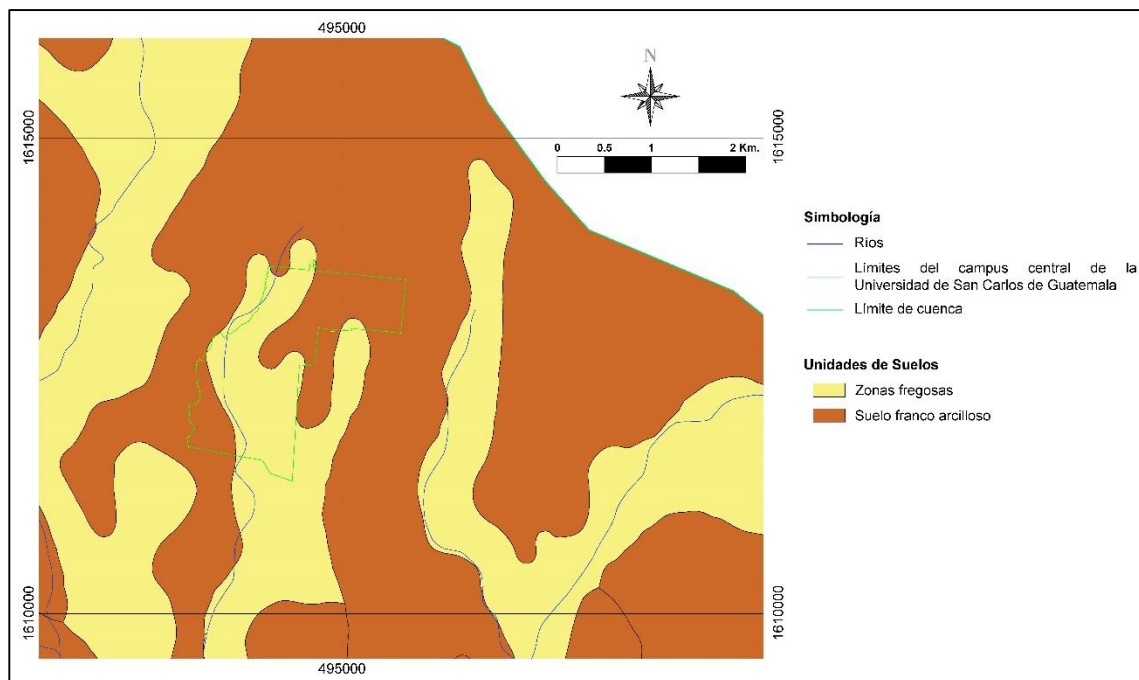 495000
N
1615000
1615000
0 0.5 1 2 Km.
Simbología
Ríos
Límites del campus central de la
Universidad de San Carlos de Guatemala
Límite de cuenca
Unidades de Suelos
Zonas fregosas
Suelo franco arcilloso
1610000
1610000
495000